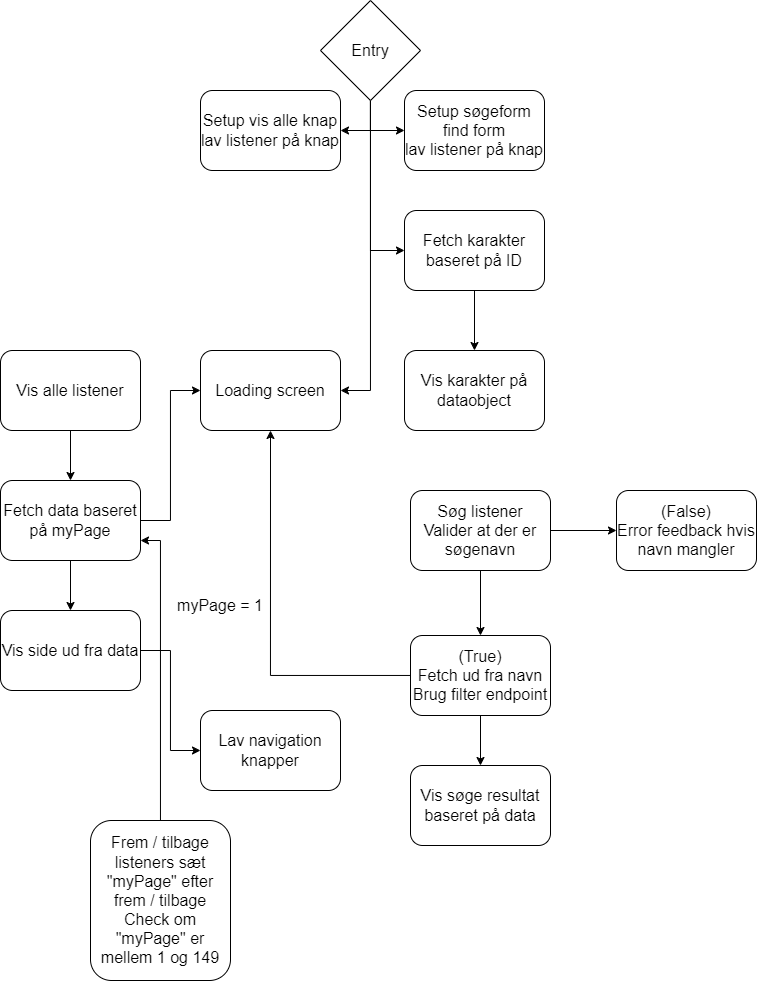 Entry
Setup vis alle knap
lav listener på knap
Setup søgeform
find form
lav listener på knap
Fetch karakter
baseret på ID
Vis alle listener
Loading screen
Vis karakter på
dataobject
Fetch data baseret
på myPage
Søg listener
Valider at der er
søgenavn
(False)
Error feedback hvis
navn mangler
myPage = 1
Vis side ud fra data
(True)
Fetch ud fra navn
Brug filter endpoint
Lav navigation
knapper
Vis søge resultat
baseret på data
Frem / tilbage
listeners sæt
"myPage" efter
frem / tilbage
Check om
"myPage" er
mellem 1 og 149